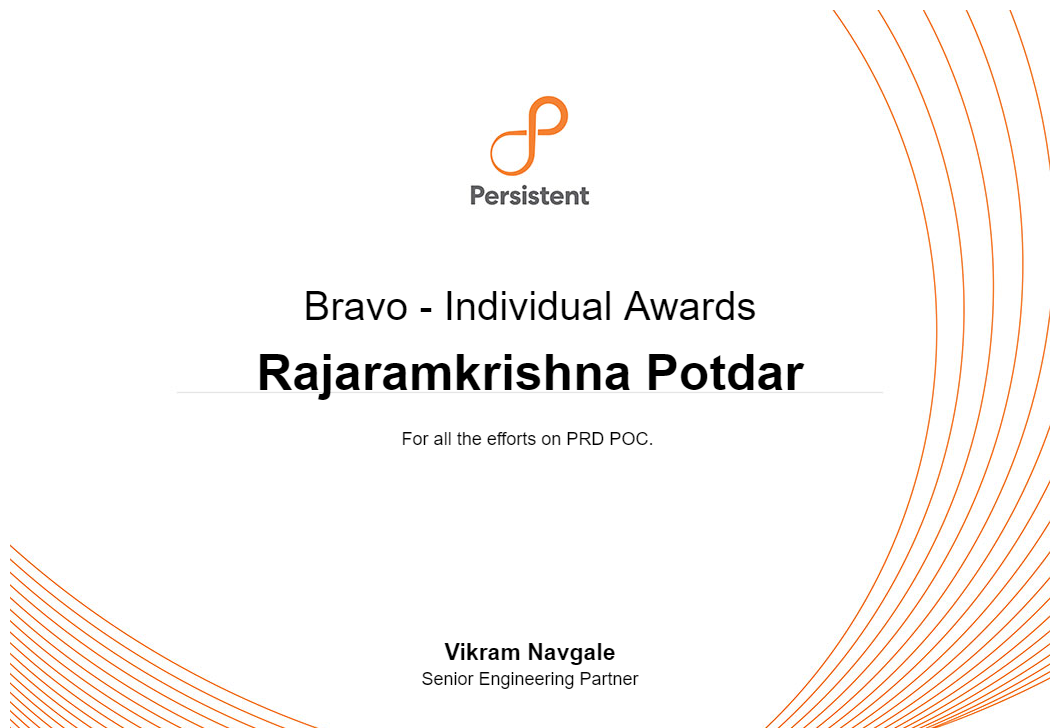 Persistent
Bravo - Individual Awards
Rajaramkrishna Potdar
For all the efforts on PRD POC.
Vikram Navgale
Senior Engineering Partner